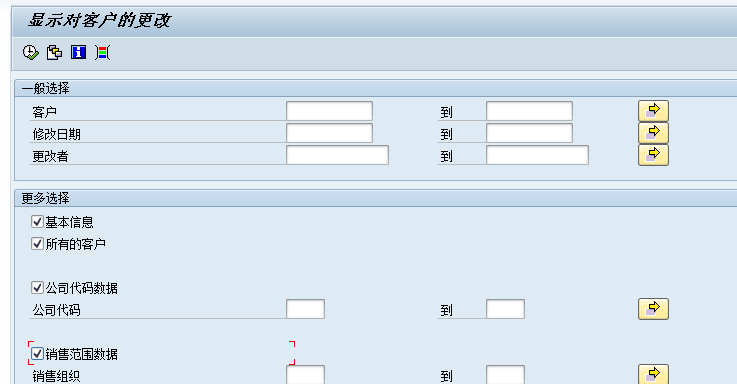 显示对客户的更改
一般选择
客户 到
修改日期 到
更改者 到
更多选择
基本信息
所有的客户
公司代码数据
公司代码 到
销售范围数据
销售组织 到